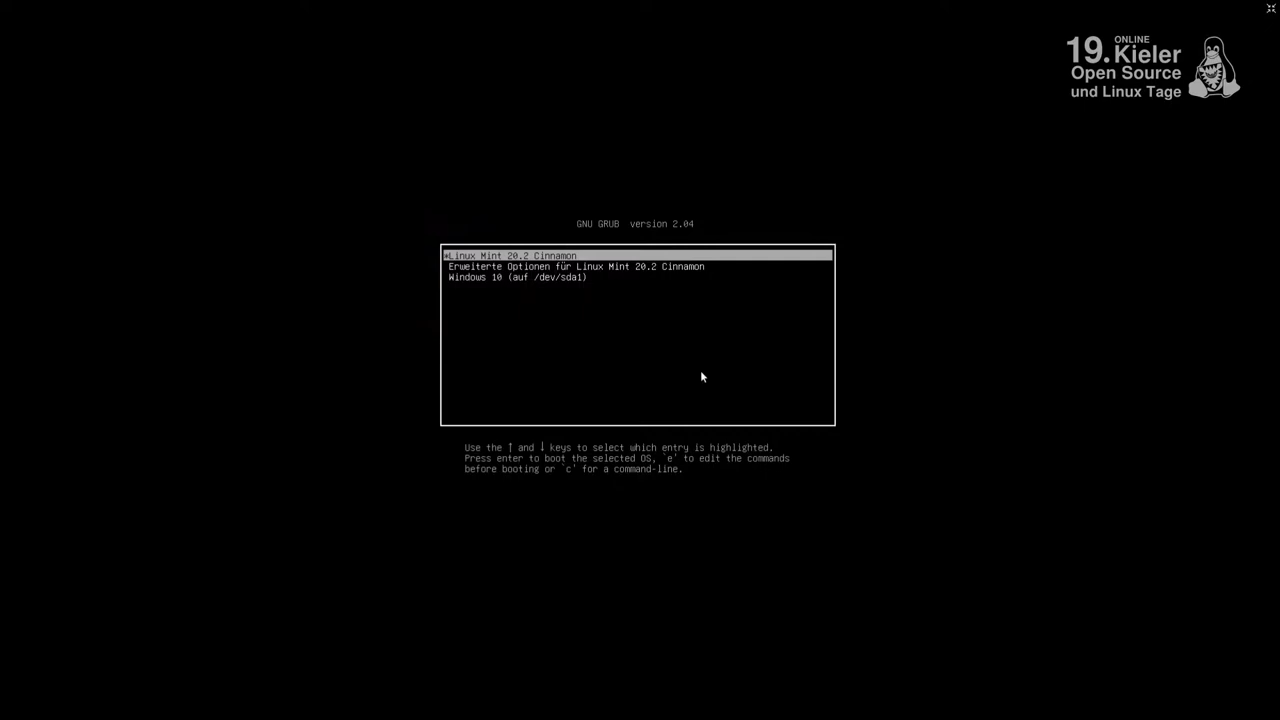 19. ONLINE Kieler
Open Source
und Linux Tage
GNU GRUB version 2.04
*Linux Mint 20.2 Cinnamon
Erweiterte Optionen für Linux Mint 20.2 Cinnamon
Windows 10 (auf /dev/sda1)
Use the ↑ and ↓ keys to select which entry is highlighted.
Press enter to boot the selected OS, `e' to edit the commands
before booting or `c' for a command-line.